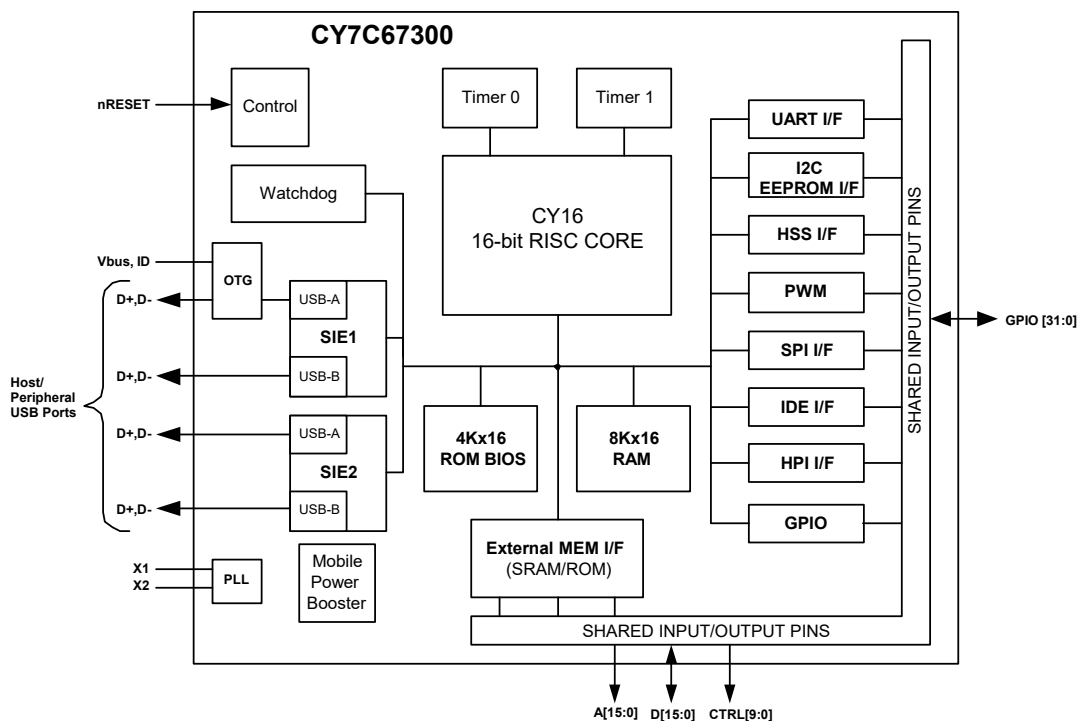 CY7C67300
nRESET
Control
Timer 0
Timer 1
UART I/F
Watchdog
CY16
16-bit RISC CORE
I2C
EEPROM I/F
HSS I/F
Vbus, ID
OTG
D+,D-
USB-A
SIE1
PWM
D+,D-
USB-B
SPI I/F
GPIO [31:0]
SHARED INPUT/OUTPUT PINS
Host/
Peripheral
USB Ports
D+,D-
USB-A
SIE2
4Kx16
ROM BIOS
8Kx16
RAM
IDE I/F
HPI I/F
D+,D-
USB-B
GPIO
X1
X2
PLL
Mobile
Power
Booster
External MEM I/F
(SRAM/ROM)
SHARED INPUT/OUTPUT PINS
A[15:0]
D[15:0]
CTRL[9:0]